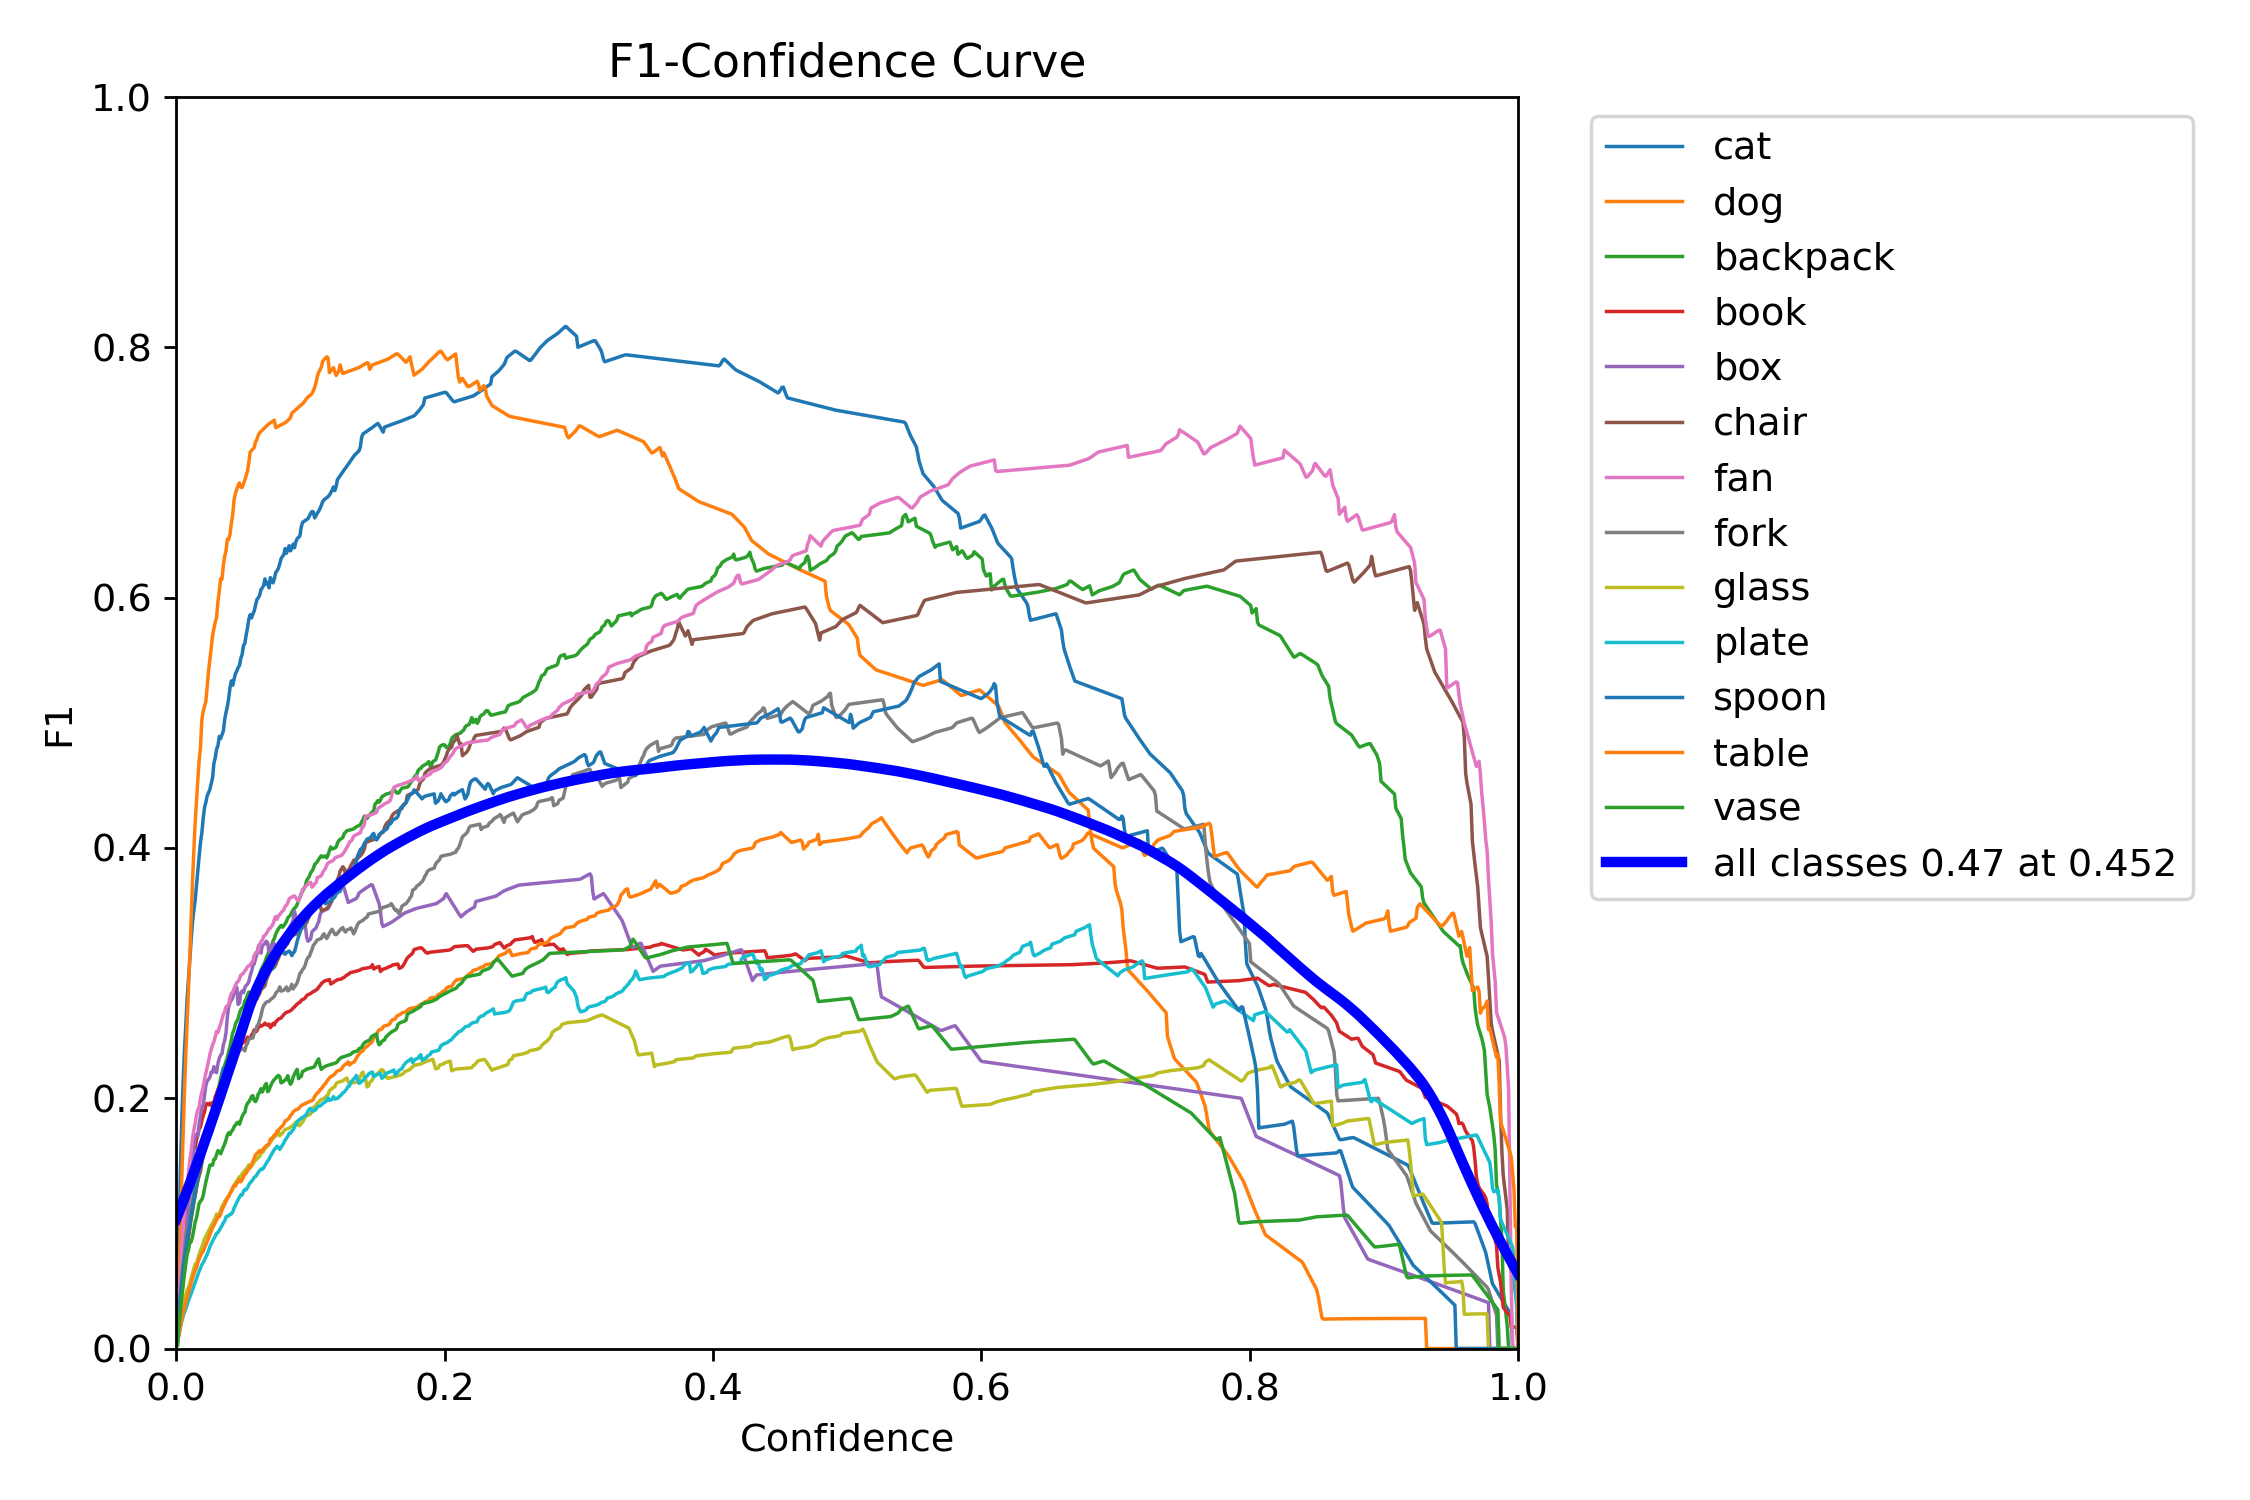 F1-Confidence Curve
1.0
0.8
0.6
0.4
0.2
0.0
F1
0.0 0.2 0.4 0.6 0.8 1.0
Confidence
cat
dog
backpack
book
box
chair
fan
fork
glass
plate
spoon
table
vase
all classes 0.47 at 0.452